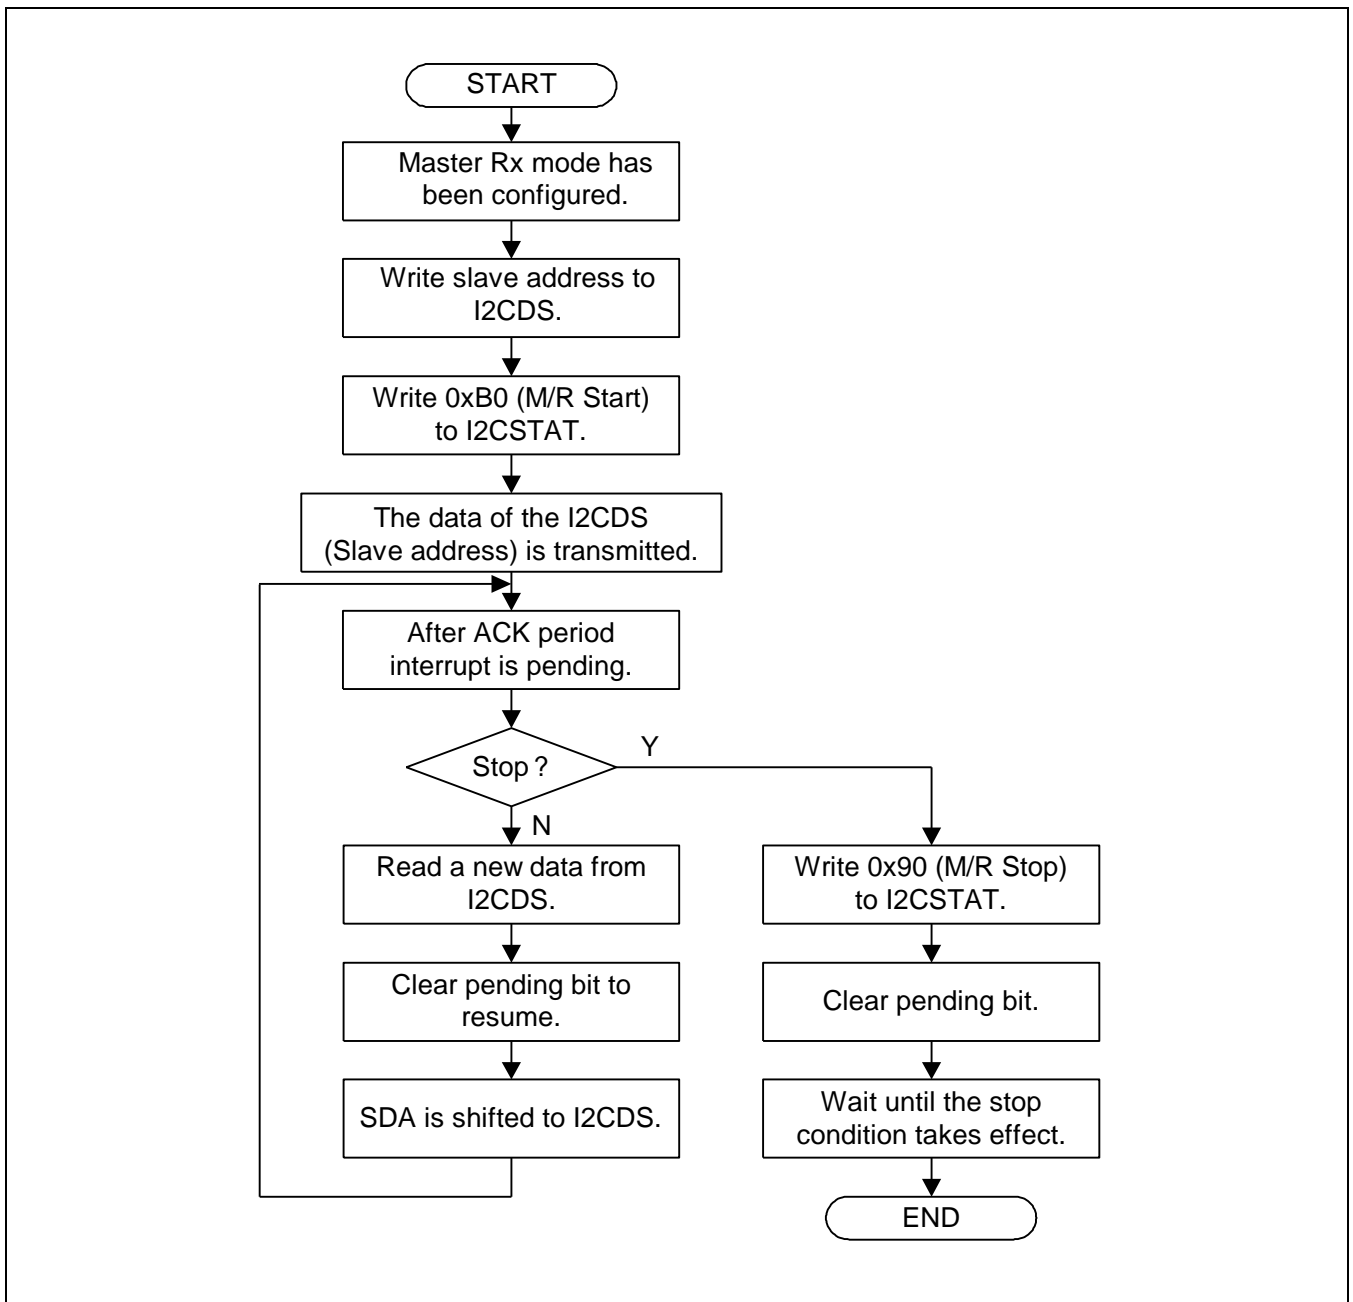 START
Master Rx mode has
been configured.
Write slave address to
I2CDS.
Write 0xB0 (M/R Start)
to I2CSTAT.
The data of the I2CDS
(Slave address) is transmitted.
After ACK period
interrupt is pending.
Stop ?
Y
N
Read a new data from
I2CDS.
Clear pending bit to
resume.
SDA is shifted to I2CDS.
Write 0x90 (M/R Stop)
to I2CSTAT.
Clear pending bit.
Wait until the stop
condition takes effect.
END